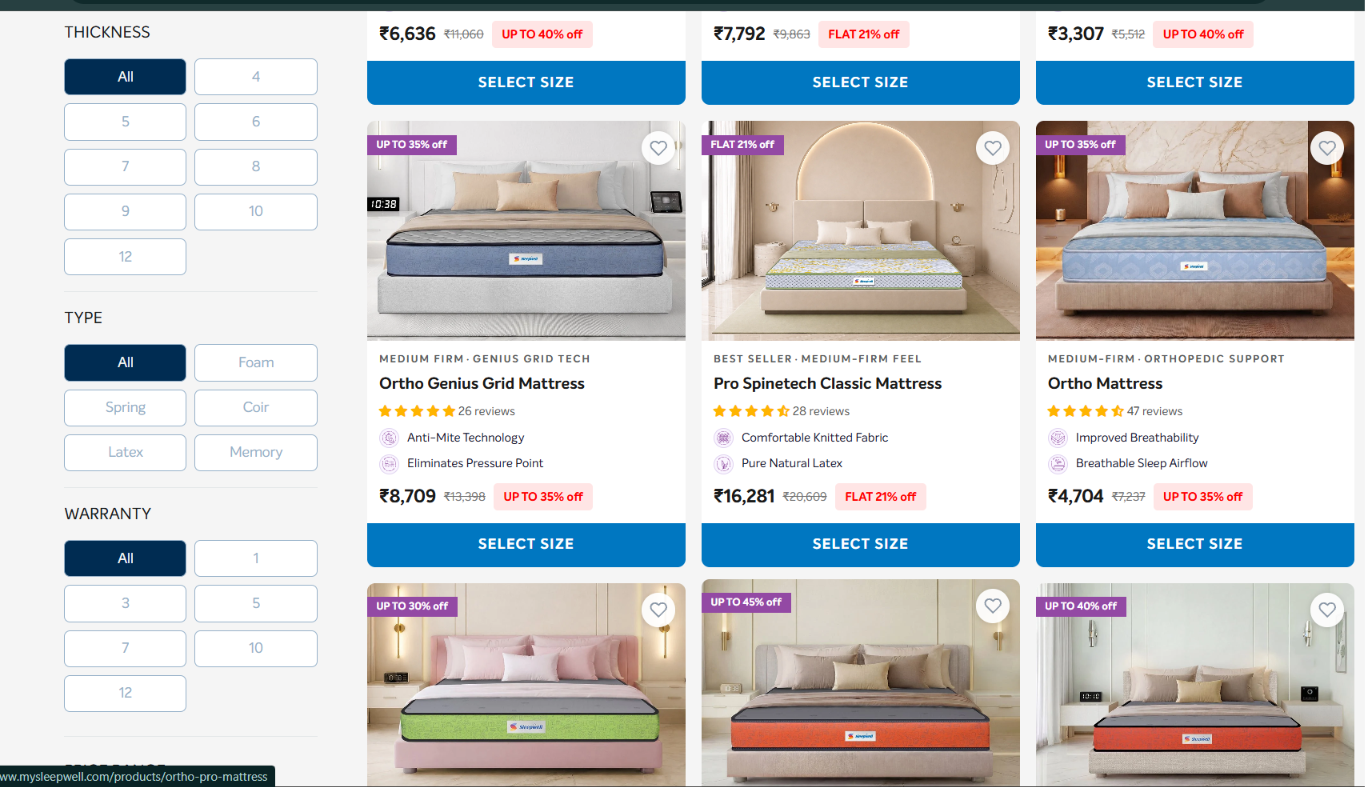 THICKNESS
All
4
5
6
7
8
9
10
12
TYPE
All
Foam
Spring
Coir
Latex
Memory
WARRANTY
All
1
3
5
7
10
12
₹6,636 ₹11,060 UP TO 40% off
SELECT SIZE
₹7,792 ₹9,863 FLAT 21% off
SELECT SIZE
₹3,307 ₹5,512 UP TO 40% off
SELECT SIZE
UP TO 35% off
10:38
MEDIUM FIRM · GENIUS GRID TECH
Ortho Genius Grid Mattress
26 reviews
Anti-Mite Technology
Eliminates Pressure Point
₹8,709 ₹13,398 UP TO 35% off
SELECT SIZE
FLAT 21% off
BEST SELLER · MEDIUM-FIRM FEEL
Pro Spinetech Classic Mattress
28 reviews
Comfortable Knitted Fabric
Pure Natural Latex
₹16,281 ₹20,609 FLAT 21% off
SELECT SIZE
UP TO 35% off
MEDIUM-FIRM · ORTHOPEDIC SUPPORT
Ortho Mattress
47 reviews
Improved Breathability
Breathable Sleep Airflow
₹4,704 ₹7,237 UP TO 35% off
SELECT SIZE
UP TO 30% off
Sleepwell
UP TO 45% off
Sleepwell
UP TO 40% off
ww.mysleepwell.com/products/ortho-pro-mattress